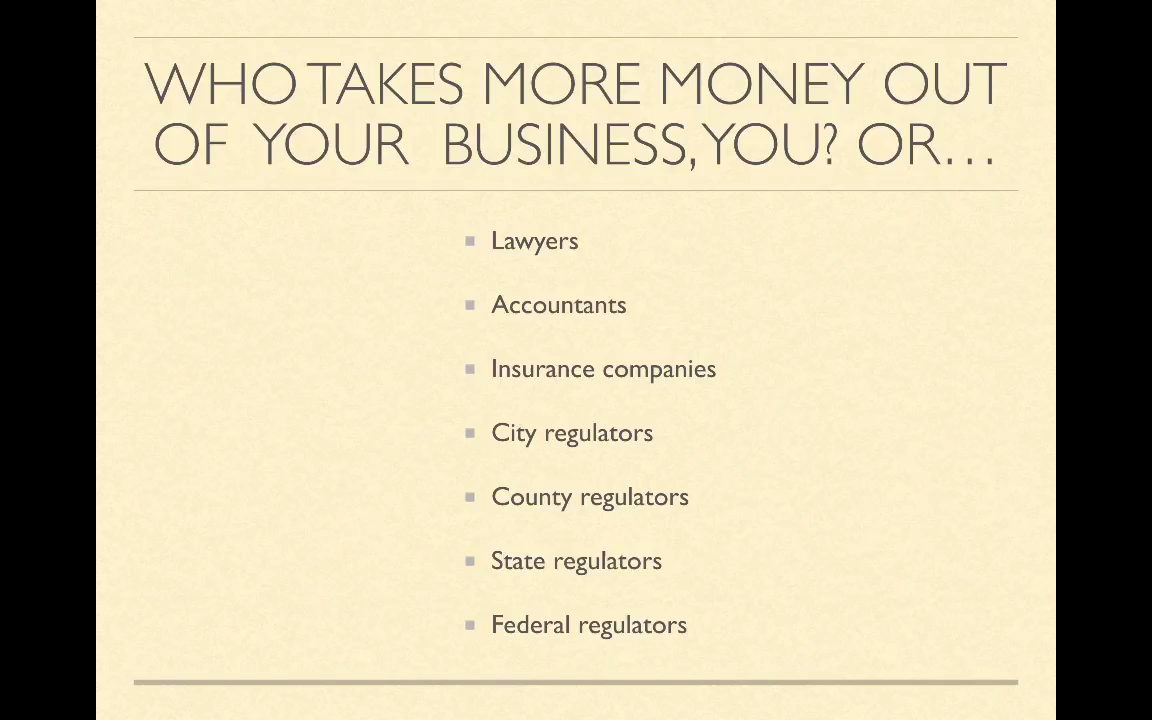 WHO TAKES MORE MONEY OUT
OF YOUR BUSINESS, YOU? OR...
Lawyers
Accountants
Insurance companies
City regulators
County regulators
State regulators
Federal regulators